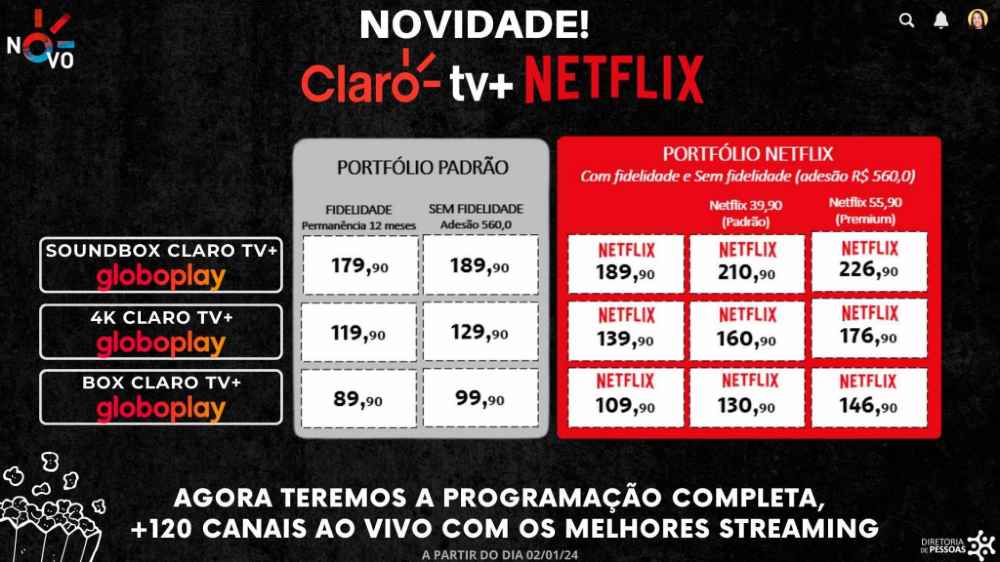 NOVO
NOVIDADE!
Claro tv+ NETFLIX
PORTFÓLIO PADRÃO
FIDELIDADE
Permanência 12 meses
SEM FIDELIDADE
Adesão 560,0
PORTFÓLIO NETFLIX
Com fidelidade e Sem fidelidade (adesão R$ 560,0)
Netflix 39,90
(Padrão)
Netflix 55,90
(Premium)
SOUNDBOX CLARO TV+
globoplay
179,90
189,90
NETFLIX
189,90
NETFLIX
210,90
NETFLIX
226,90
4K CLARO TV+
globoplay
119,90
129,90
NETFLIX
139,90
NETFLIX
160,90
NETFLIX
176,90
BOX CLARO TV+
globoplay
89,90
99,90
NETFLIX
109,90
NETFLIX
130,90
NETFLIX
146,90
AGORA TEREMOS A PROGRAMAÇÃO COMPLETA,
+120 CANAIS AO VIVO COM OS MELHORES STREAMING
A PARTIR DO DIA 02/01/24
DIRETORIA
DE PESSOAS